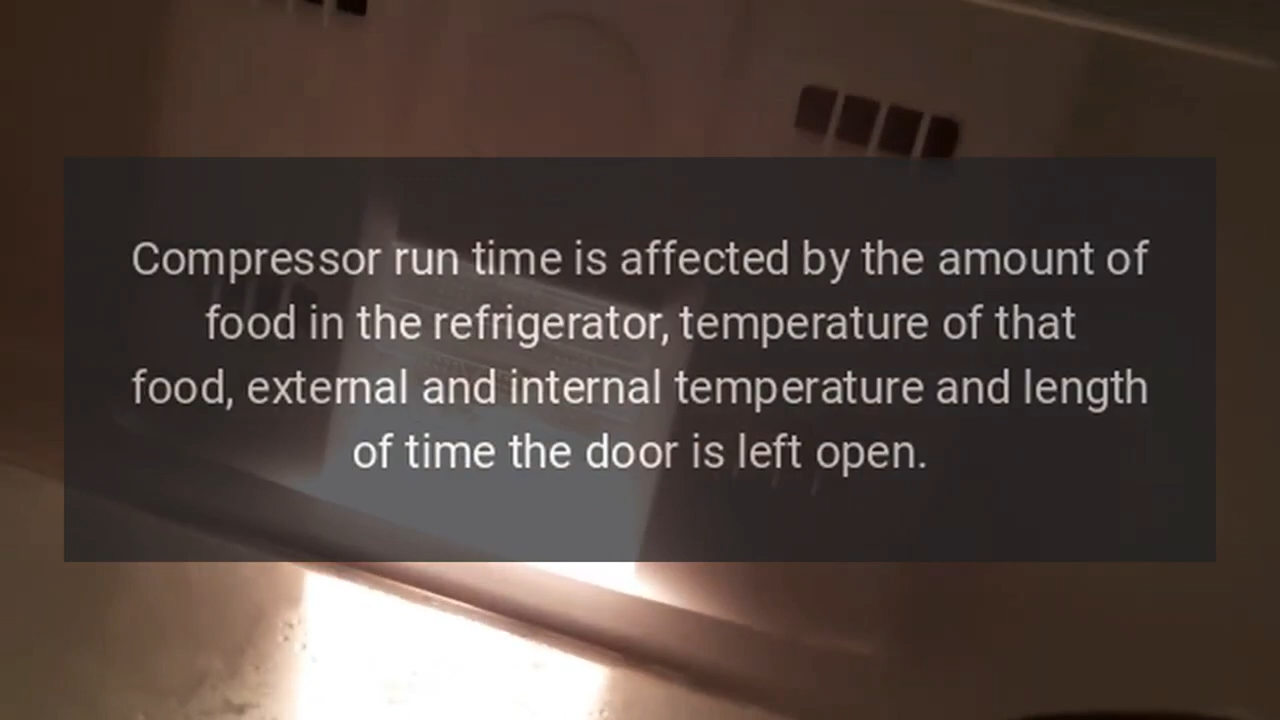 Compressor run time is affected by the amount of
food in the refrigerator, temperature of that
food, external and internal temperature and length
of time the door is left open.